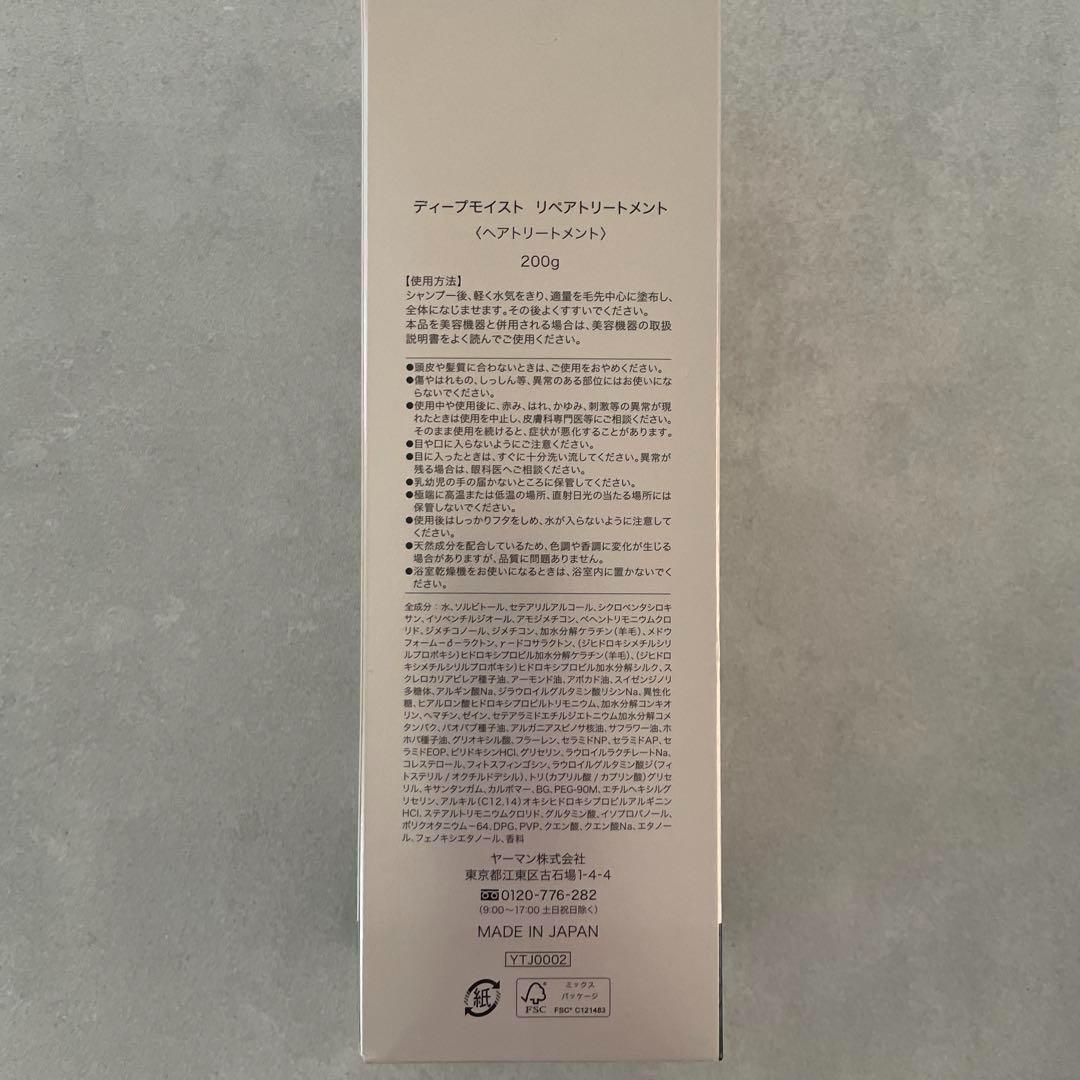 ディープモイスト リペアトリートメント
〈ヘアトリートメント〉
200g
【使用方法】
シャンプー後、軽く水気をきり、適量を毛先中心に塗布し、
全体になじませます。その後よくすすいでください。
本品を美容機器と併用される場合は、美容機器の取扱
説明書をよく読んでご使用ください。
●頭皮や髪質に合わないときは、ご使用をおやめください。
●傷やはれもの、しっしん等、異常のある部位にはお使いにな
らないでください。
●使用中や使用後に、赤み、はれ、かゆみ、刺激等の異常が現
れたときは使用を中止し、皮膚科専門医等にご相談ください。
そのまま使用を続けると、症状が悪化することがあります。
●目や口に入らないようにご注意ください。
●目に入ったときは、すぐに十分洗い流してください。異常が
残る場合は、眼科医へご相談ください。
●乳幼児の手の届かないところに保管してください。
●極端に高温または低温の場所、直射日光の当たる場所には
保管しないでください。
●使用後はしっかりフタをしめ、水が入らないように注意して
ください。
●天然成分を配合しているため、色調や香調に変化が生じる
場合がありますが、品質に問題ありません。
●浴室乾燥機をお使いになるときは、浴室内に置かないでく
ださい。
全成分：水、ソルビトール、セテアリルアルコール、シクロペンタシロキ
サン、イソペンチルジオール、アモジメチコン、ベヘントリモニウムクロ
リド、ジメチコノール、ジメチコン、加水分解ケラチン(羊毛)、メドウ
フォーム-δ-ラクトン、γ-ドコサラクトン、(ジヒドロキシメチルシリ
ルプロポキシ)ヒドロキシプロピル加水分解ケラチン(羊毛)、(ジヒドロ
キシメチルシリルプロポキシ)ヒドロキシプロピル加水分解シルク、ス
クレロカリアビレア種子油、アーモンド油、アボカド油、スイゼンジノリ
多糖体、アルギン酸Na、ジラウロイルグルタミン酸リシンNa、異性化
糖、ヒアルロン酸ヒドロキシプロピルトリモニウム、加水分解コンキオ
リン、ヘマチン、ゼイン、セテアラミドエチルジエトニウム加水分解コメ
タンパク、バオバブ種子油、アルガニアスピノサ核油、サフラワー油、ホ
ホバ種子油、グリオキシル酸、フラーレン、セラミドNP、セラミドAP、セ
ラミドEOP、ピリドキシンHCl、グリセリン、ラウロイルラクチレートNa、
コレステロール、フィトスフィンゴシン、ラウロイルグルタミン酸ジ(フィ
トステリル/オクチルドデシル)、トリ(カプリル酸/カプリン酸)グリセ
リル、キサンタンガム、カルボマー、BG、PEG-90M、エチルヘキシルグ
リセリン、アルキル(C12,14)オキシヒドロキシプロピルアルギニン
HCl、ステアルトリモニウムクロリド、グルタミン酸、イソプロパノール、
ポリクオタニウム-64、DPG、PVP、クエン酸、クエン酸Na、エタノー
ル、フェノキシエタノール、香料
ヤーマン株式会社
東京都江東区古石場1-4-4
0120-776-282
(9:00〜17:00 土日祝日除く)
MADE IN JAPAN
YTJ0002
紙
FSC
ミックス
パッケージ
FSC® C121483